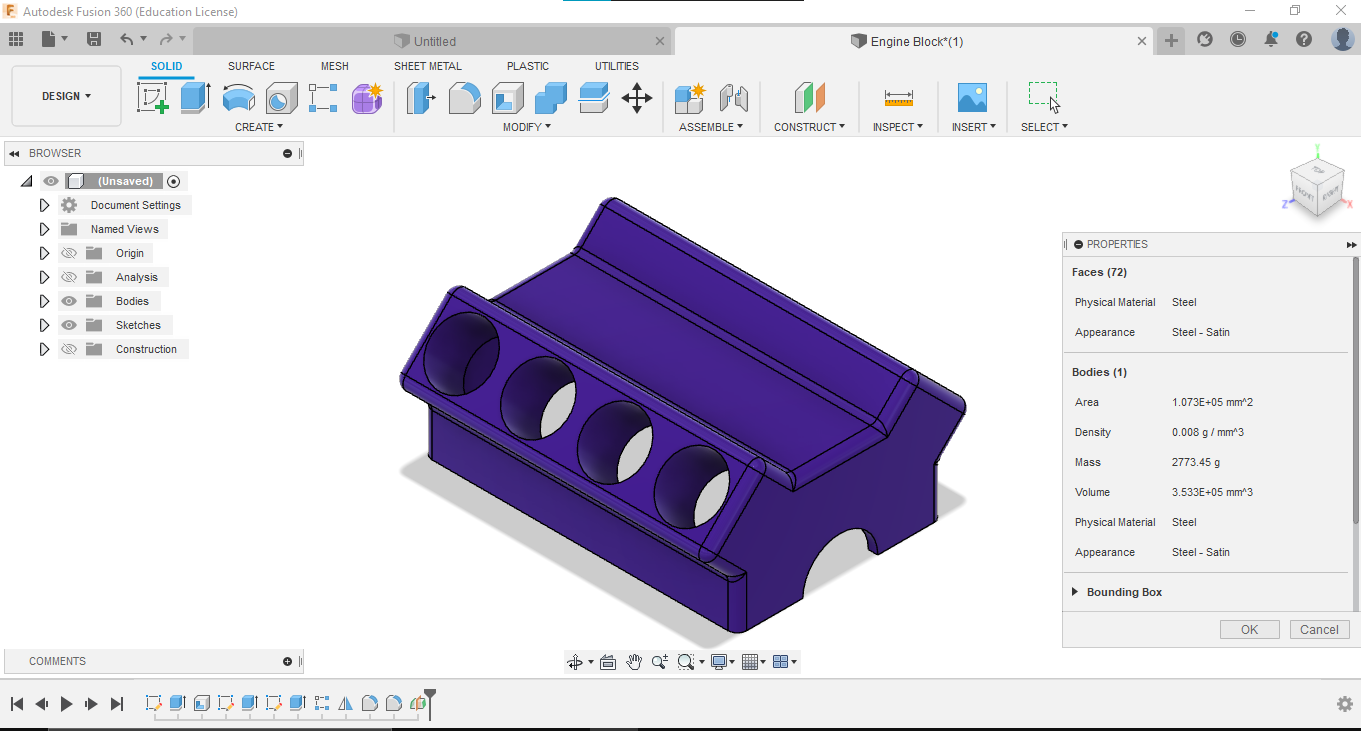 Autodesk Fusion 360 (Education License)
Untitled
Engine Block*(1)
DESIGN
SOLID SURFACE MESH SHEET METAL PLASTIC UTILITIES
CREATE MODIFY ASSEMBLE CONSTRUCT INSPECT INSERT SELECT
BROWSER
(Unsaved)
Document Settings
Named Views
Origin
Analysis
Bodies
Sketches
Construction
Y
TOP
FRONT
Z
X
PROPERTIES
Faces (72)
Physical Material Steel
Appearance Steel - Satin
Bodies (1)
Area 1.073E+05 mm^2
Density 0.008 g / mm^3
Mass 2773.45 g
Volume 3.533E+05 mm^3
Physical Material Steel
Appearance Steel - Satin
Bounding Box
OK Cancel
COMMENTS